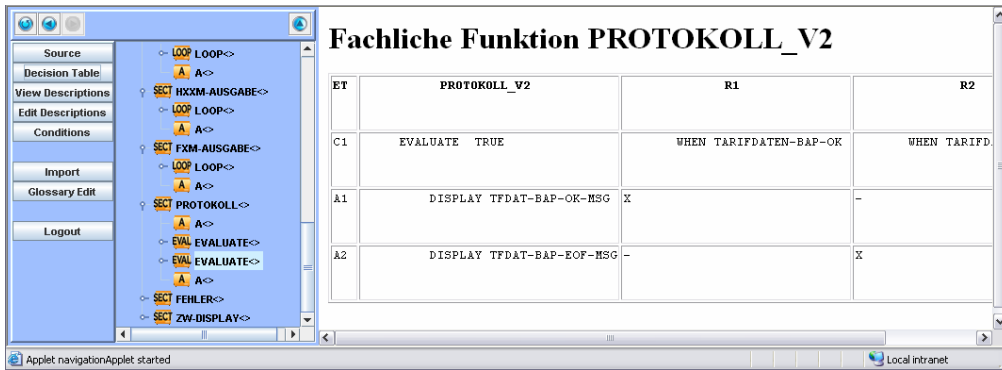 Source
Decision Table
View Descriptions
Edit Descriptions
Conditions
Import
Glossary Edit
Logout
LOOP LOOP<>
A A<>
SECT HXXM-AUSGABE<>
LOOP LOOP<>
A A<>
SECT FXM-AUSGABE<>
LOOP LOOP<>
A A<>
SECT PROTOKOLL<>
A A<>
EVAL EVALUATE<>
EVAL EVALUATE<>
A A<>
SECT FEHLER<>
SECT ZW-DISPLAY<>
Fachliche Funktion PROTOKOLL_V2
ET PROTOKOLL_V2 R1 R2
C1 EVALUATE TRUE WHEN TARIFDATEN-BAP-OK WHEN TARIFD
A1 DISPLAY TFDAT-BAP-OK-MSG X -
A2 DISPLAY TFDAT-BAP-EOF-MSG - X
Applet navigationApplet started Local intranet